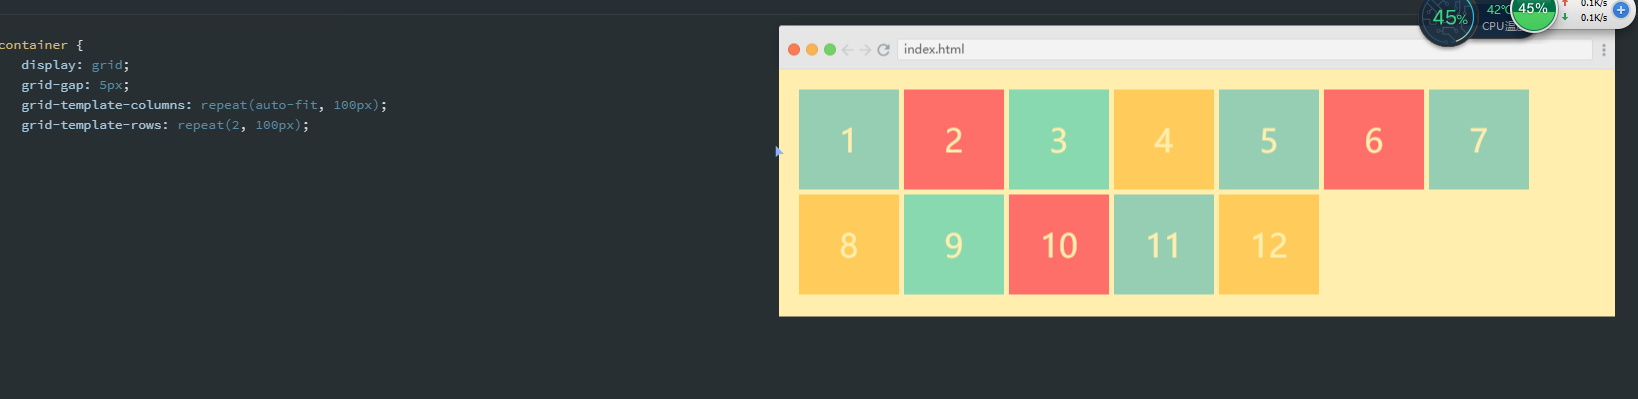 container {
display: grid;
grid-gap: 5px;
grid-template-columns: repeat(auto-fit, 100px);
grid-template-rows: repeat(2, 100px);
index.html
1 2 3 4 5 6 7
8 9 10 11 12
45%
42°C
CPU温
45%
0.1K/s
0.1K/s